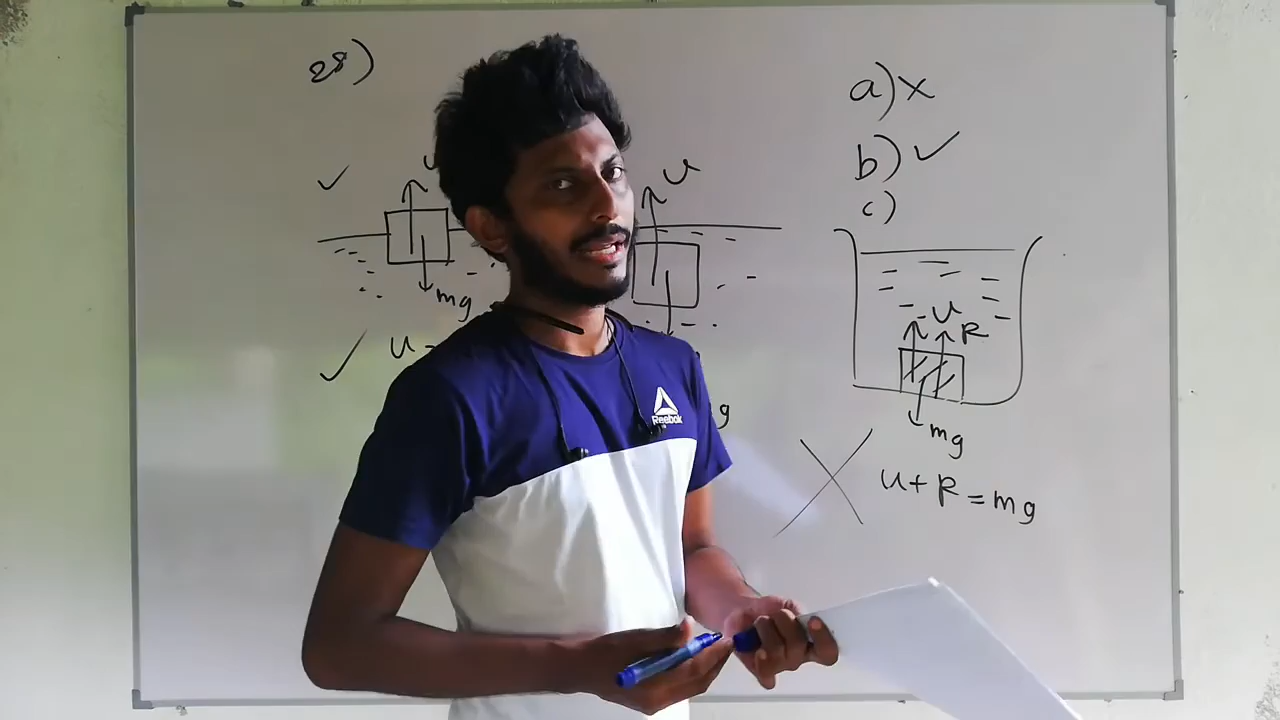 28)
a) x
b) ✓
c)
✓
U
U
mg
U
R
✓
U -
g
Reebok
mg
U + R = mg